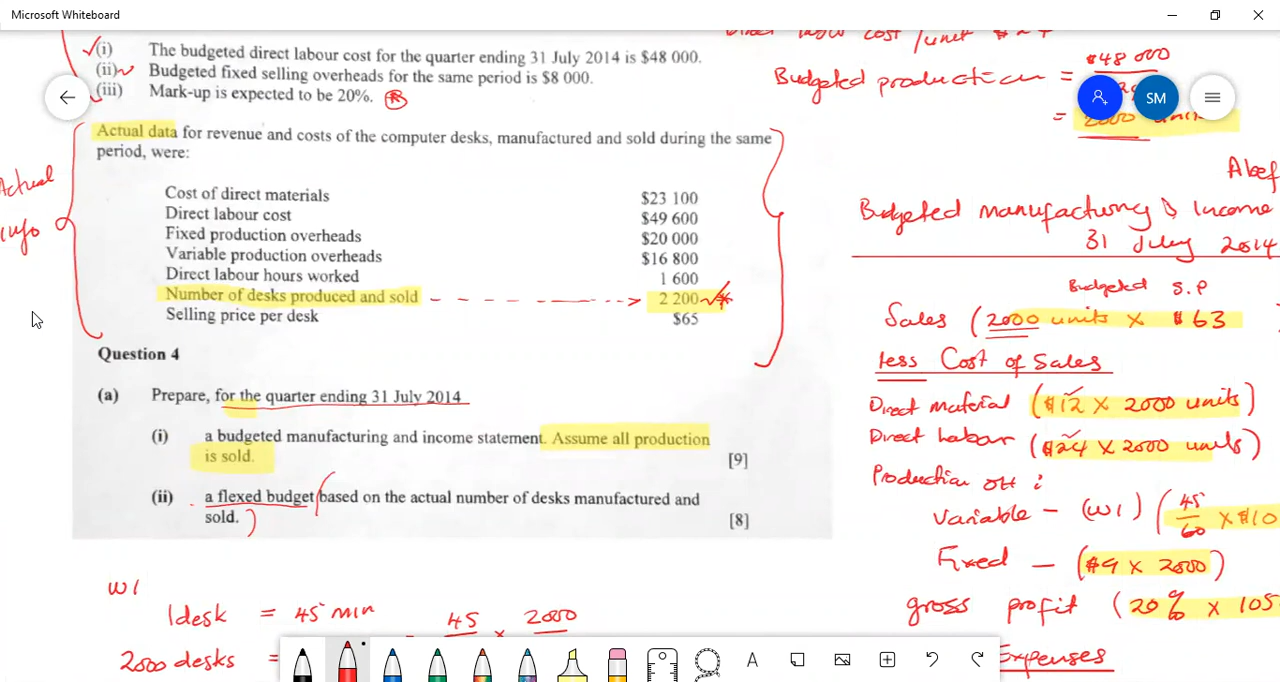 Microsoft Whiteboard
(i) The budgeted direct labour cost for the quarter ending 31 July 2014 is $48 000.
(ii) Budgeted fixed selling overheads for the same period is $8 000.
(iii) Mark-up is expected to be 20%.
Actual data for revenue and costs of the computer desks, manufactured and sold during the same
period, were:
Cost of direct materials $23 100
Direct labour cost $49 600
Fixed production overheads $20 000
Variable production overheads $16 800
Direct labour hours worked 1 600
Number of desks produced and sold 2 200
Selling price per desk $65
Actual
info
Question 4
(a) Prepare, for the quarter ending 31 July 2014
(i) a budgeted manufacturing and income statement. Assume all production
is sold.
[9]
(ii) a flexed budget based on the actual number of desks manufactured and
sold.
[8]
W1
1desk = 45 min
2000 desks =
45 × 2000
cost /unit
Budgeted production = $48 000
= 2000 units
SM
Budgeted manufacturing & Income
31 July 2014
Budgeted S.P
Sales (2000 units × $63
less Cost of Sales
Direct material ($12 × 2000 units)
Direct Labor ($24 × 2000 units)
Production OH :
Variable – (W1) (45/60 × $10
Fixed – ($9 × 2000)
gross profit (20% × 105
Expenses
A